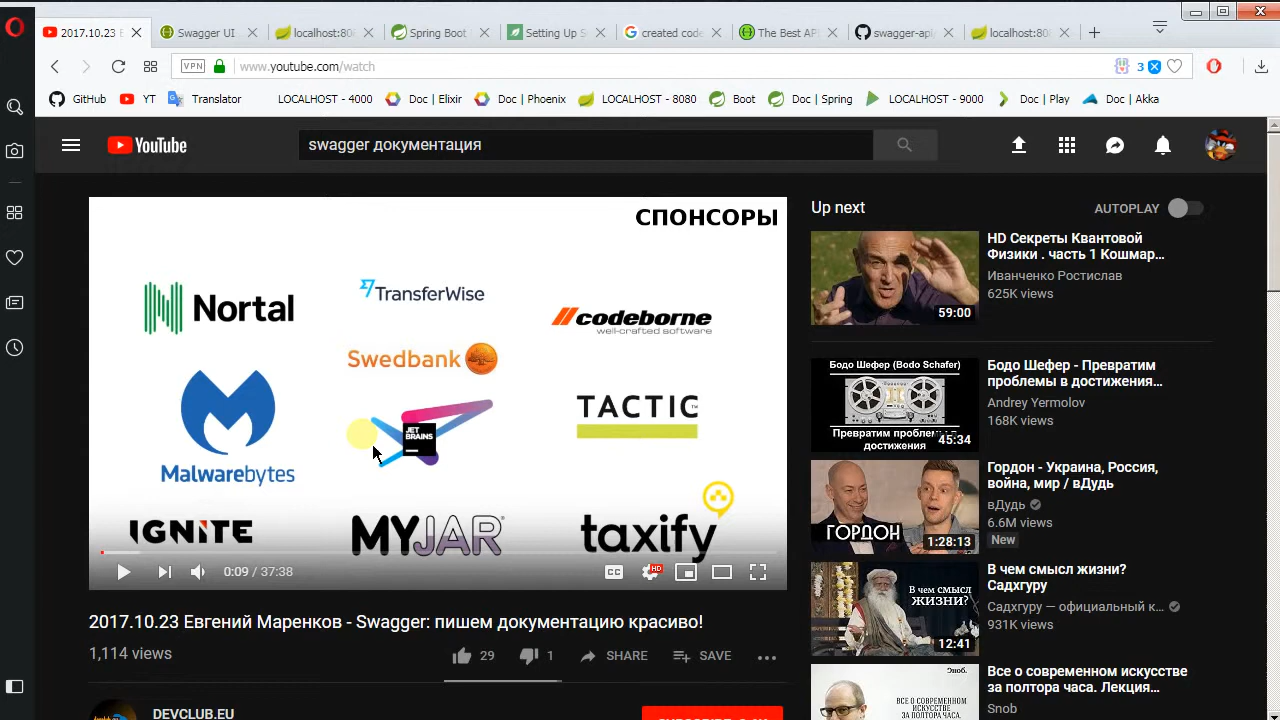 2017.10.23 E
Swagger UI
localhost:808
Spring Boot
Setting Up S
created code
The Best API
swagger-api
localhost:808
VPN
www.youtube.com/watch
3
GitHub
YT
Translator
LOCALHOST - 4000
Doc | Elixir
Doc | Phoenix
LOCALHOST - 8080
Boot
Doc | Spring
LOCALHOST - 9000
Doc | Play
Doc | Akka
YouTube
swagger документация
СПОНСОРЫ
Nortal
TransferWise
codeborne
well-crafted software
Swedbank
Malwarebytes
JET
BRAINS
TACTIC
IGNITE
MYJAR
taxify
0:09 / 37:38
CC
HD
2017.10.23 Евгений Маренков - Swagger: пишем документацию красиво!
1,114 views
29
1
SHARE
SAVE
DEVCLUB.EU
Up next
AUTOPLAY
59:00
HD Секреты Квантовой
Физики . часть 1 Кошмар...
Иванченко Ростислав
625K views
Бодо Шефер (Bodo Schafer)
Превратим проблемы в
достижения
45:34
Бодо Шефер - Превратим
проблемы в достижения...
Andrey Yermolov
168K views
ГОРДОН
1:28:13
Гордон - Украина, Россия,
война, мир / вДудь
вДудь
6.6M views
New
В чем смысл
ЖИЗНИ?
12:41
В чем смысл жизни?
Садхгуру
Садхгуру — официальный к...
931K views
Сноб.
ВСЕ О СОВРЕМЕННОМ
ИСКУССТВЕ
ЗА ПОЛТОРА ЧАСА.
Все о современном искусстве
за полтора часа. Лекция...
Snob